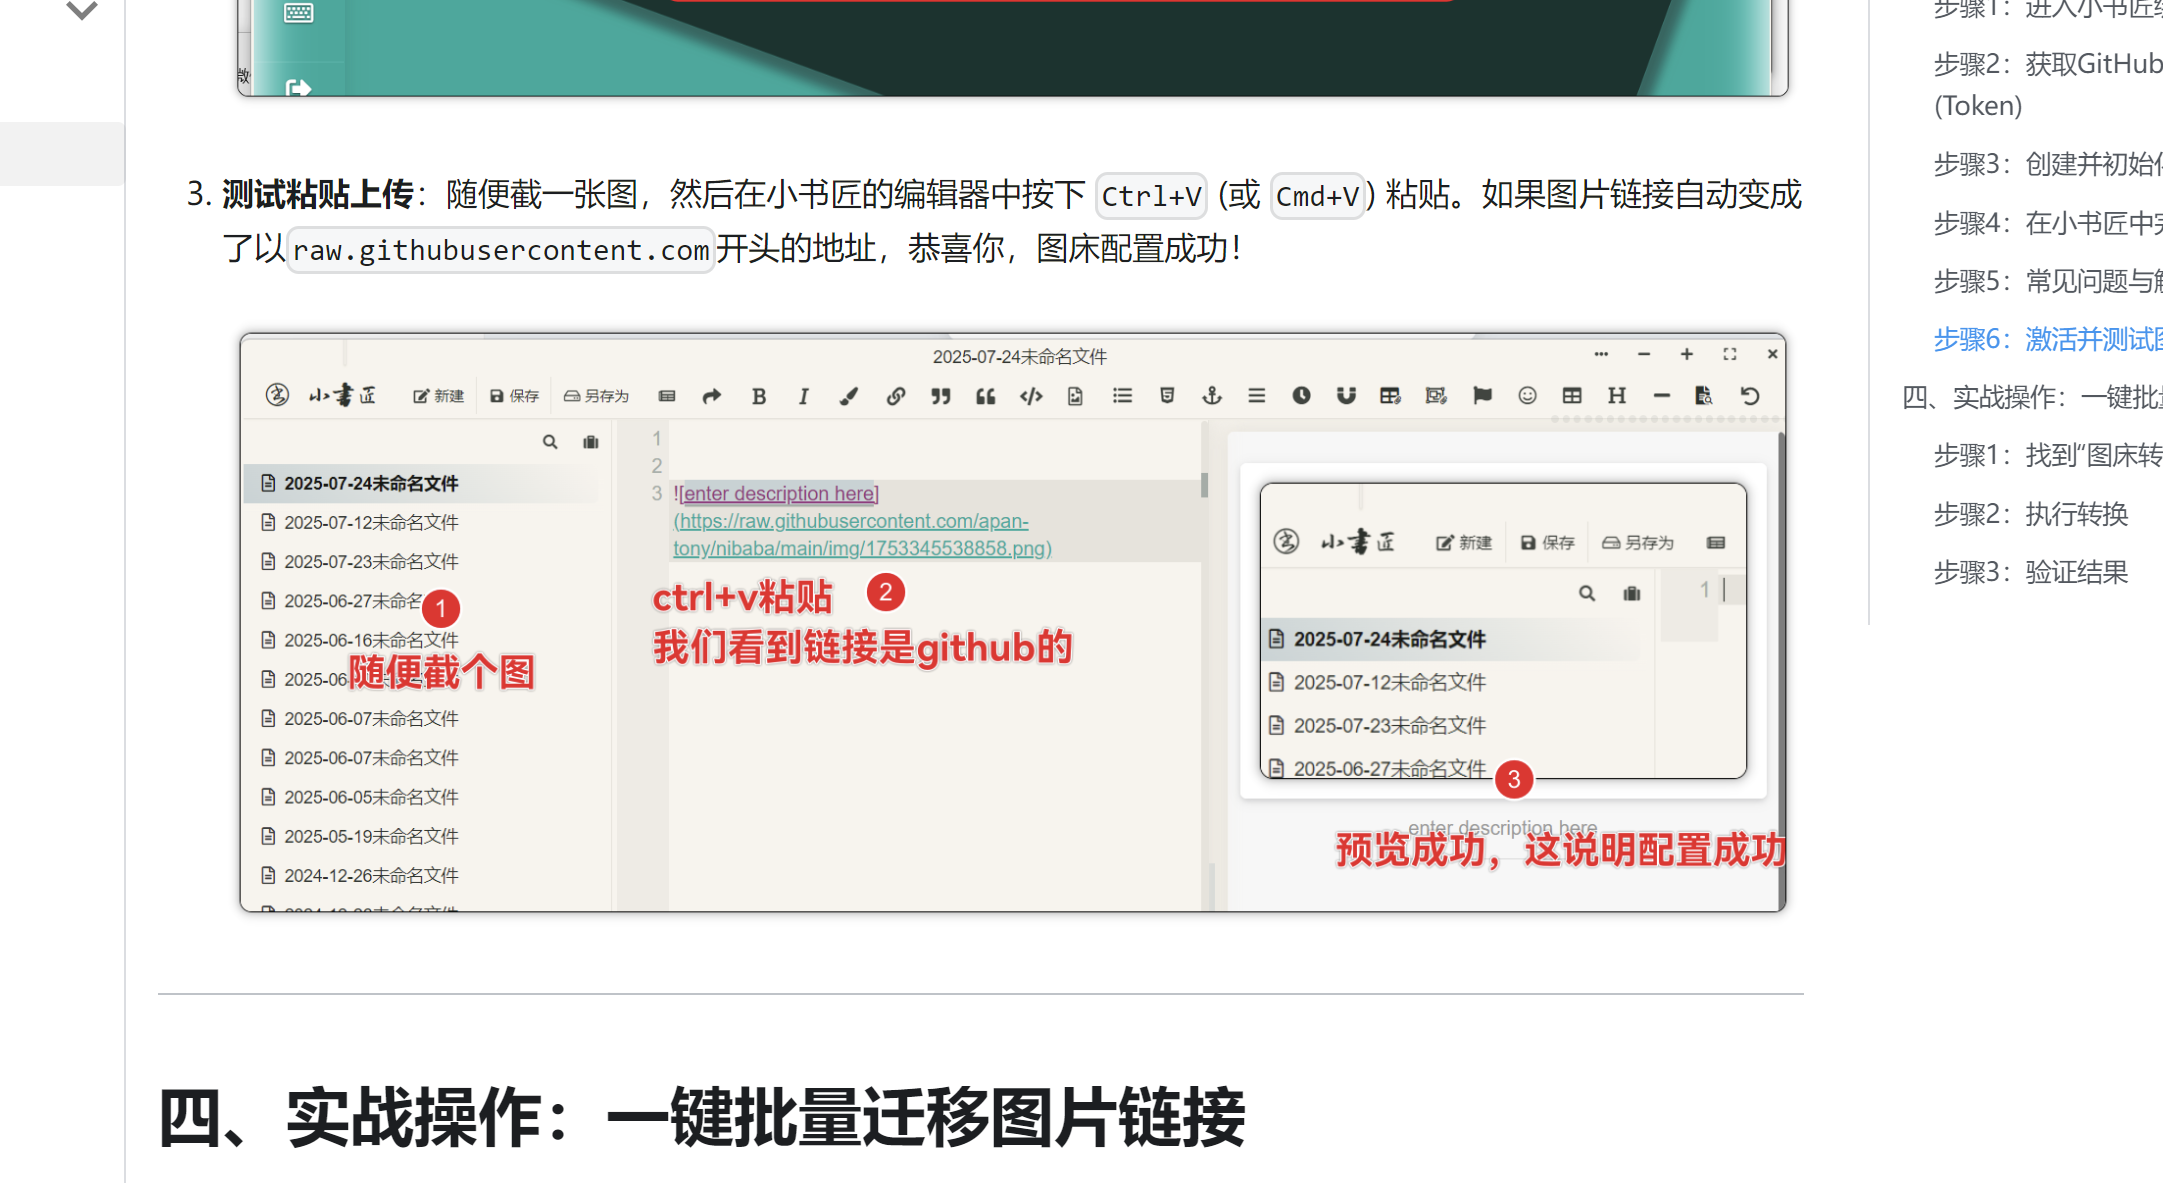 3. 测试粘贴上传：随便截一张图，然后在小书匠的编辑器中按下 Ctrl+V (或 Cmd+V) 粘贴。如果图片链接自动变成
了以raw.githubusercontent.com开头的地址，恭喜你，图床配置成功！
2025-07-24未命名文件
小书匠 新建 保存 另存为
2025-07-24未命名文件
2025-07-12未命名文件
2025-07-23未命名文件
2025-06-27未命名
2025-06-16未命名文件
2025-06
2025-06-07未命名文件
2025-06-07未命名文件
2025-06-05未命名文件
2025-05-19未命名文件
2024-12-26未命名文件
1
随便截个图
1
2
3 ![enter description here]
(https://raw.githubusercontent.com/apan-
tony/nibaba/main/img/1753345538858.png)
ctrl+v粘贴 2
我们看到链接是github的
小书匠 新建 保存 另存为
1
2025-07-24未命名文件
2025-07-12未命名文件
2025-07-23未命名文件
2025-06-27未命名文件
3
enter description here
预览成功，这说明配置成功
四、实战操作：一键批量迁移图片链接
步骤1：进入小书匠
步骤2：获取GitHub
(Token)
步骤3：创建并初始
步骤4：在小书匠中
步骤5：常见问题与
步骤6：激活并测试
四、实战操作：一键批
步骤1：找到“图床转
步骤2：执行转换
步骤3：验证结果